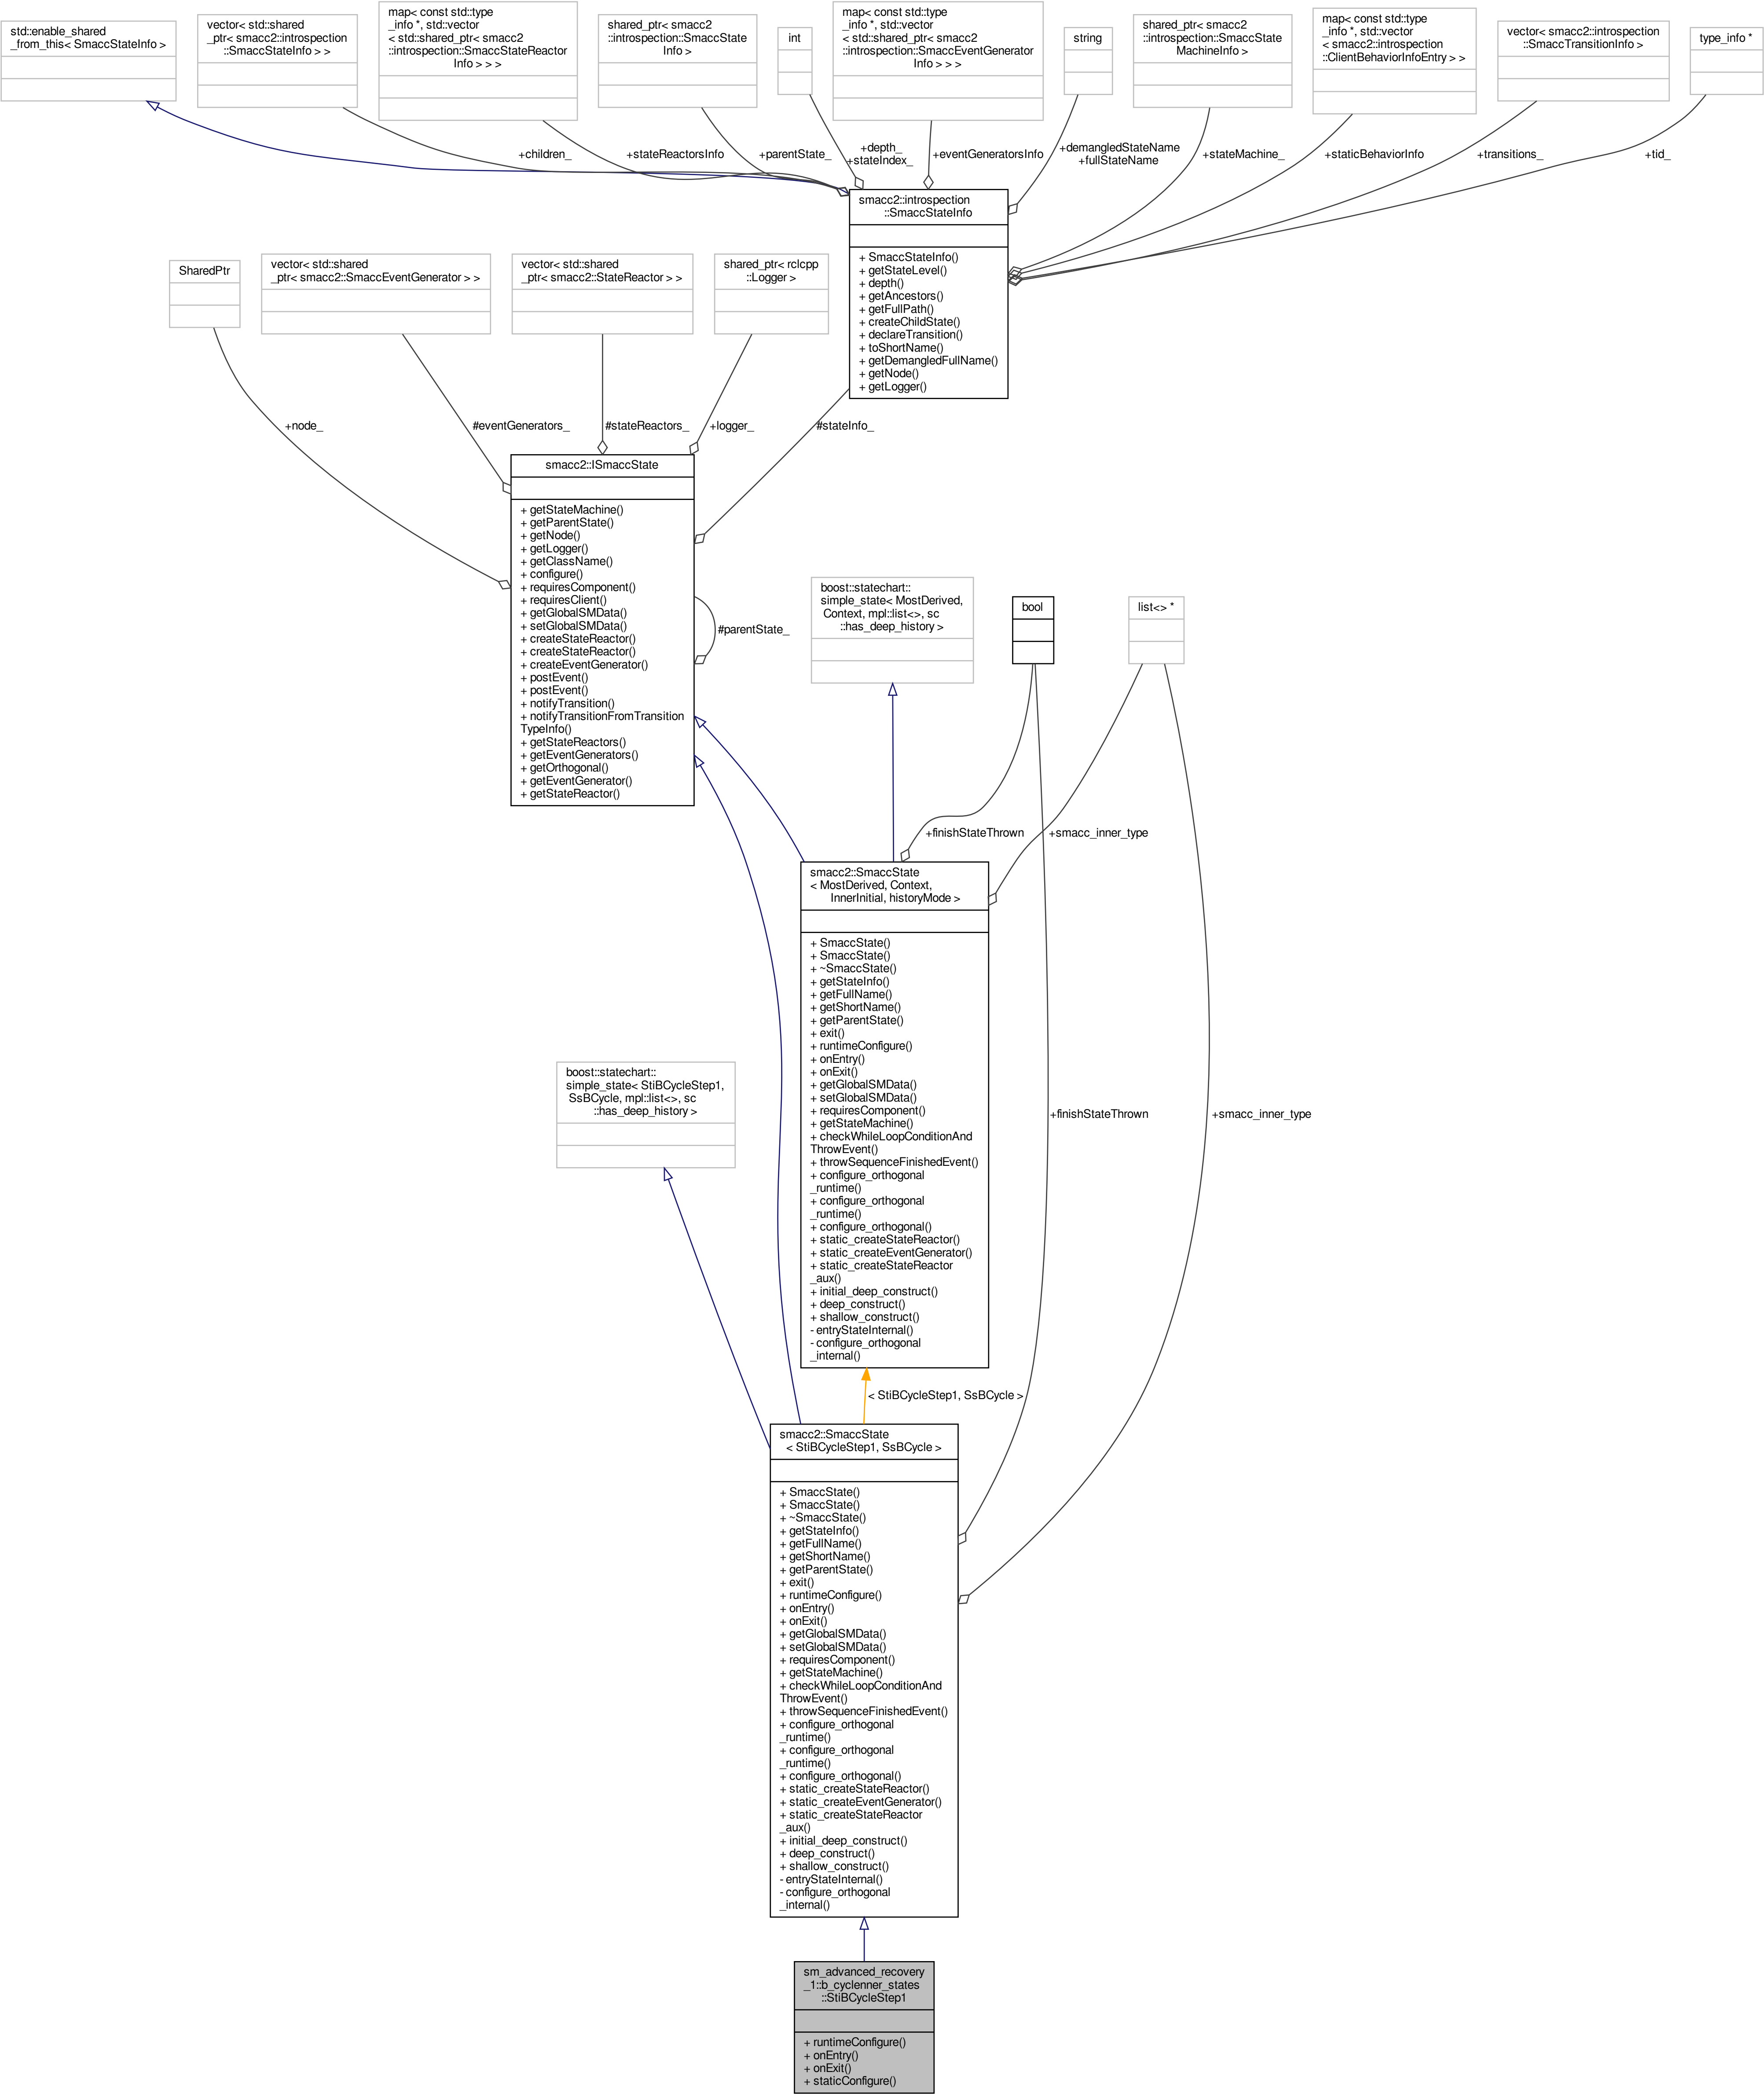 std::enable_shared
_from_this< SmaccStateInfo >
vector< std::shared
_ptr< smacc2::introspection
::SmaccStateInfo > >
map< const std::type
_info *, std::vector
< std::shared_ptr< smacc2
::introspection::SmaccStateReactor
Info > > >
shared_ptr< smacc2
::introspection::SmaccState
Info >
int
map< const std::type
_info *, std::vector
< std::shared_ptr< smacc2
::introspection::SmaccEventGenerator
Info > > >
string
shared_ptr< smacc2
::introspection::SmaccState
MachineInfo >
map< const std::type
_info *, std::vector
< smacc2::introspection
::ClientBehaviorInfoEntry > >
vector< smacc2::introspection
::SmaccTransitionInfo >
type_info *
+children_
+stateReactorsInfo
+parentState_
+depth_
+stateIndex_
+eventGeneratorsInfo
+demangledStateName
+fullStateName
+stateMachine_
+staticBehaviorInfo
+transitions_
+tid_
smacc2::introspection
::SmaccStateInfo
+ SmaccStateInfo()
+ getStateLevel()
+ depth()
+ getAncestors()
+ getFullPath()
+ createChildState()
+ declareTransition()
+ toShortName()
+ getDemangledFullName()
+ getNode()
+ getLogger()
SharedPtr
vector< std::shared
_ptr< smacc2::SmaccEventGenerator > >
vector< std::shared
_ptr< smacc2::StateReactor > >
shared_ptr< rclcpp
::Logger >
+node_
#eventGenerators_
#stateReactors_
+logger_
#stateInfo_
smacc2::ISmaccState
+ getStateMachine()
+ getParentState()
+ getNode()
+ getLogger()
+ getClassName()
+ configure()
+ requiresComponent()
+ requiresClient()
+ getGlobalSMData()
+ setGlobalSMData()
+ createStateReactor()
+ createStateReactor()
+ createEventGenerator()
+ postEvent()
+ postEvent()
+ notifyTransition()
+ notifyTransitionFromTransition
TypeInfo()
+ getStateReactors()
+ getEventGenerators()
+ getOrthogonal()
+ getEventGenerator()
+ getStateReactor()
#parentState_
boost::statechart::
simple_state< MostDerived,
Context, mpl::list<>, sc
::has_deep_history >
bool
list<> *
+finishStateThrown
+smacc_inner_type
smacc2::SmaccState
< MostDerived, Context,
InnerInitial, historyMode >
+ SmaccState()
+ SmaccState()
+ ~SmaccState()
+ getStateInfo()
+ getFullName()
+ getShortName()
+ getParentState()
+ exit()
+ runtimeConfigure()
+ onEntry()
+ onExit()
+ getGlobalSMData()
+ setGlobalSMData()
+ requiresComponent()
+ getStateMachine()
+ checkWhileLoopConditionAnd
ThrowEvent()
+ throwSequenceFinishedEvent()
+ configure_orthogonal
_runtime()
+ configure_orthogonal
_runtime()
+ configure_orthogonal()
+ static_createStateReactor()
+ static_createEventGenerator()
+ static_createStateReactor
_aux()
+ initial_deep_construct()
+ deep_construct()
+ shallow_construct()
- entryStateInternal()
- configure_orthogonal
_internal()
boost::statechart::
simple_state< StiBCycleStep1,
SsBCycle, mpl::list<>, sc
::has_deep_history >
+finishStateThrown
+smacc_inner_type
< StiBCycleStep1, SsBCycle >
smacc2::SmaccState
< StiBCycleStep1, SsBCycle >
+ SmaccState()
+ SmaccState()
+ ~SmaccState()
+ getStateInfo()
+ getFullName()
+ getShortName()
+ getParentState()
+ exit()
+ runtimeConfigure()
+ onEntry()
+ onExit()
+ getGlobalSMData()
+ setGlobalSMData()
+ requiresComponent()
+ getStateMachine()
+ checkWhileLoopConditionAnd
ThrowEvent()
+ throwSequenceFinishedEvent()
+ configure_orthogonal
_runtime()
+ configure_orthogonal
_runtime()
+ configure_orthogonal()
+ static_createStateReactor()
+ static_createEventGenerator()
+ static_createStateReactor
_aux()
+ initial_deep_construct()
+ deep_construct()
+ shallow_construct()
- entryStateInternal()
- configure_orthogonal
_internal()
sm_advanced_recovery
_1::b_cyclenner_states
::StiBCycleStep1
+ runtimeConfigure()
+ onEntry()
+ onExit()
+ staticConfigure()